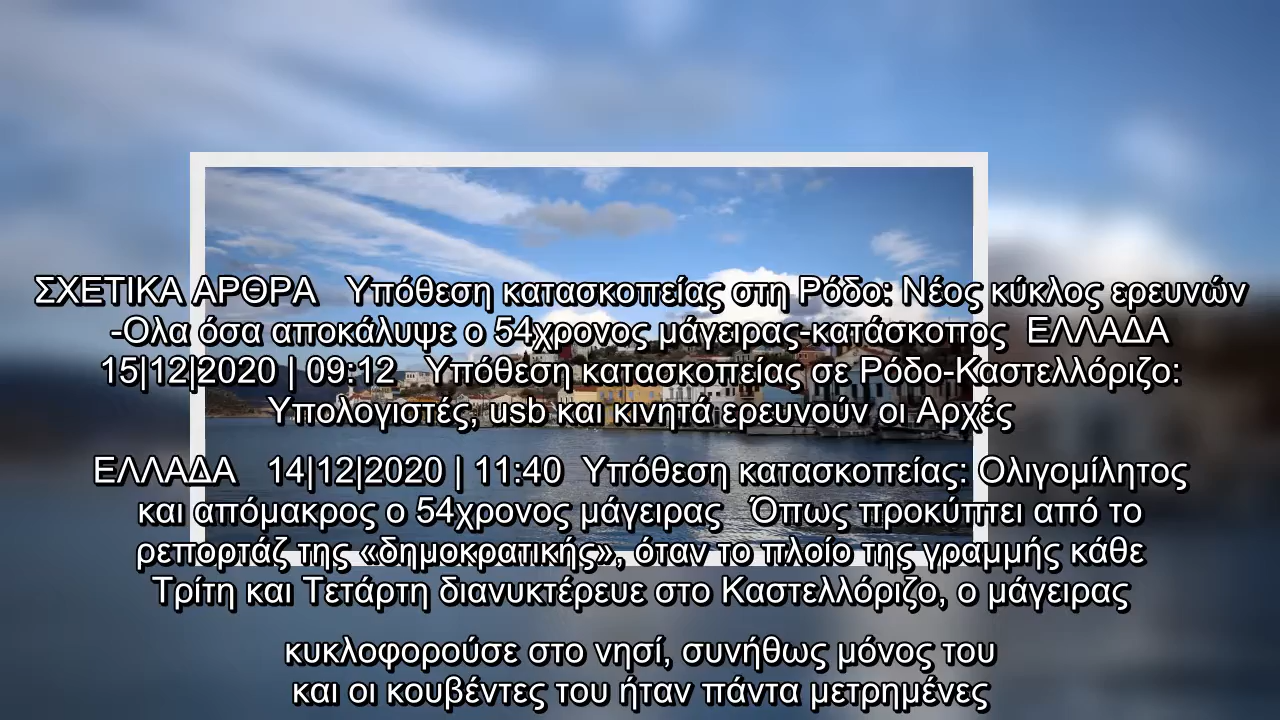 ΣΧΕΤΙΚΑ ΑΡΘΡΑ   Υπόθεση κατασκοπείας στη Ρόδο: Νέος κύκλος ερευνών
-Ολα όσα αποκάλυψε ο 54χρονος μάγειρας-κατάσκοπος  ΕΛΛΑΔΑ
15|12|2020 | 09:12   Υπόθεση κατασκοπείας σε Ρόδο-Καστελλόριζο:
Υπολογιστές, usb και κινητά ερευνούν οι Αρχές
ΕΛΛΑΔΑ   14|12|2020 | 11:40  Υπόθεση κατασκοπείας: Ολιγομίλητος
και απόμακρος ο 54χρονος μάγειρας   Όπως προκύπτει από το
ρεπορτάζ της «δημοκρατικής», όταν το πλοίο της γραμμής κάθε
Τρίτη και Τετάρτη διανυκτέρευε στο Καστελλόριζο, ο μάγειρας
κυκλοφορούσε στο νησί, συνήθως μόνος του
και οι κουβέντες του ήταν πάντα μετρημένες